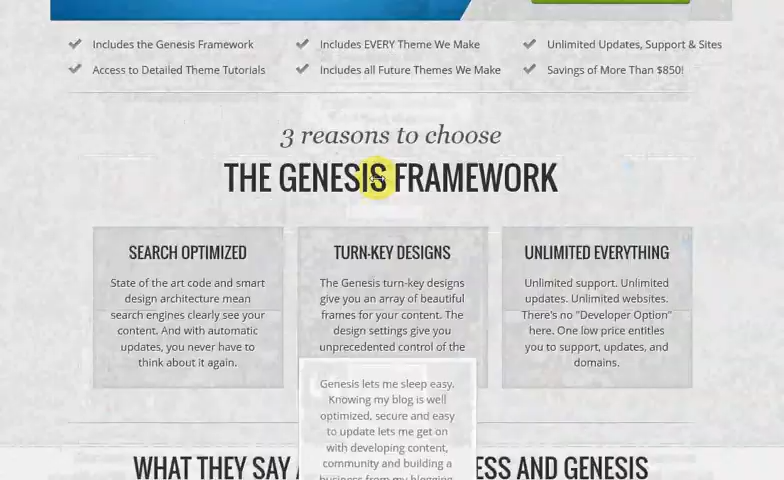 Includes the Genesis Framework
Includes EVERY Theme We Make
Unlimited Updates, Support & Sites
Access to Detailed Theme Tutorials
Includes all Future Themes We Make
Savings of More Than $850!
3 reasons to choose
THE GENESIS FRAMEWORK
SEARCH OPTIMIZED
State of the art code and smart
design architecture mean
search engines clearly see your
content. And with automatic
updates, you never have to
think about it again.
TURN-KEY DESIGNS
The Genesis turn-key designs
give you an array of beautiful
frames for your content. The
design settings give you
unprecedented control of the
UNLIMITED EVERYTHING
Unlimited support. Unlimited
updates. Unlimited websites.
There's no "Developer Option"
here. One low price entitles
you to support, updates, and
domains.
Genesis lets me sleep easy.
Knowing my blog is well
optimized, secure and easy
to update lets me get on
with developing content,
community and building a
business from my blogging
WHAT THEY SAY ESS AND GENESIS